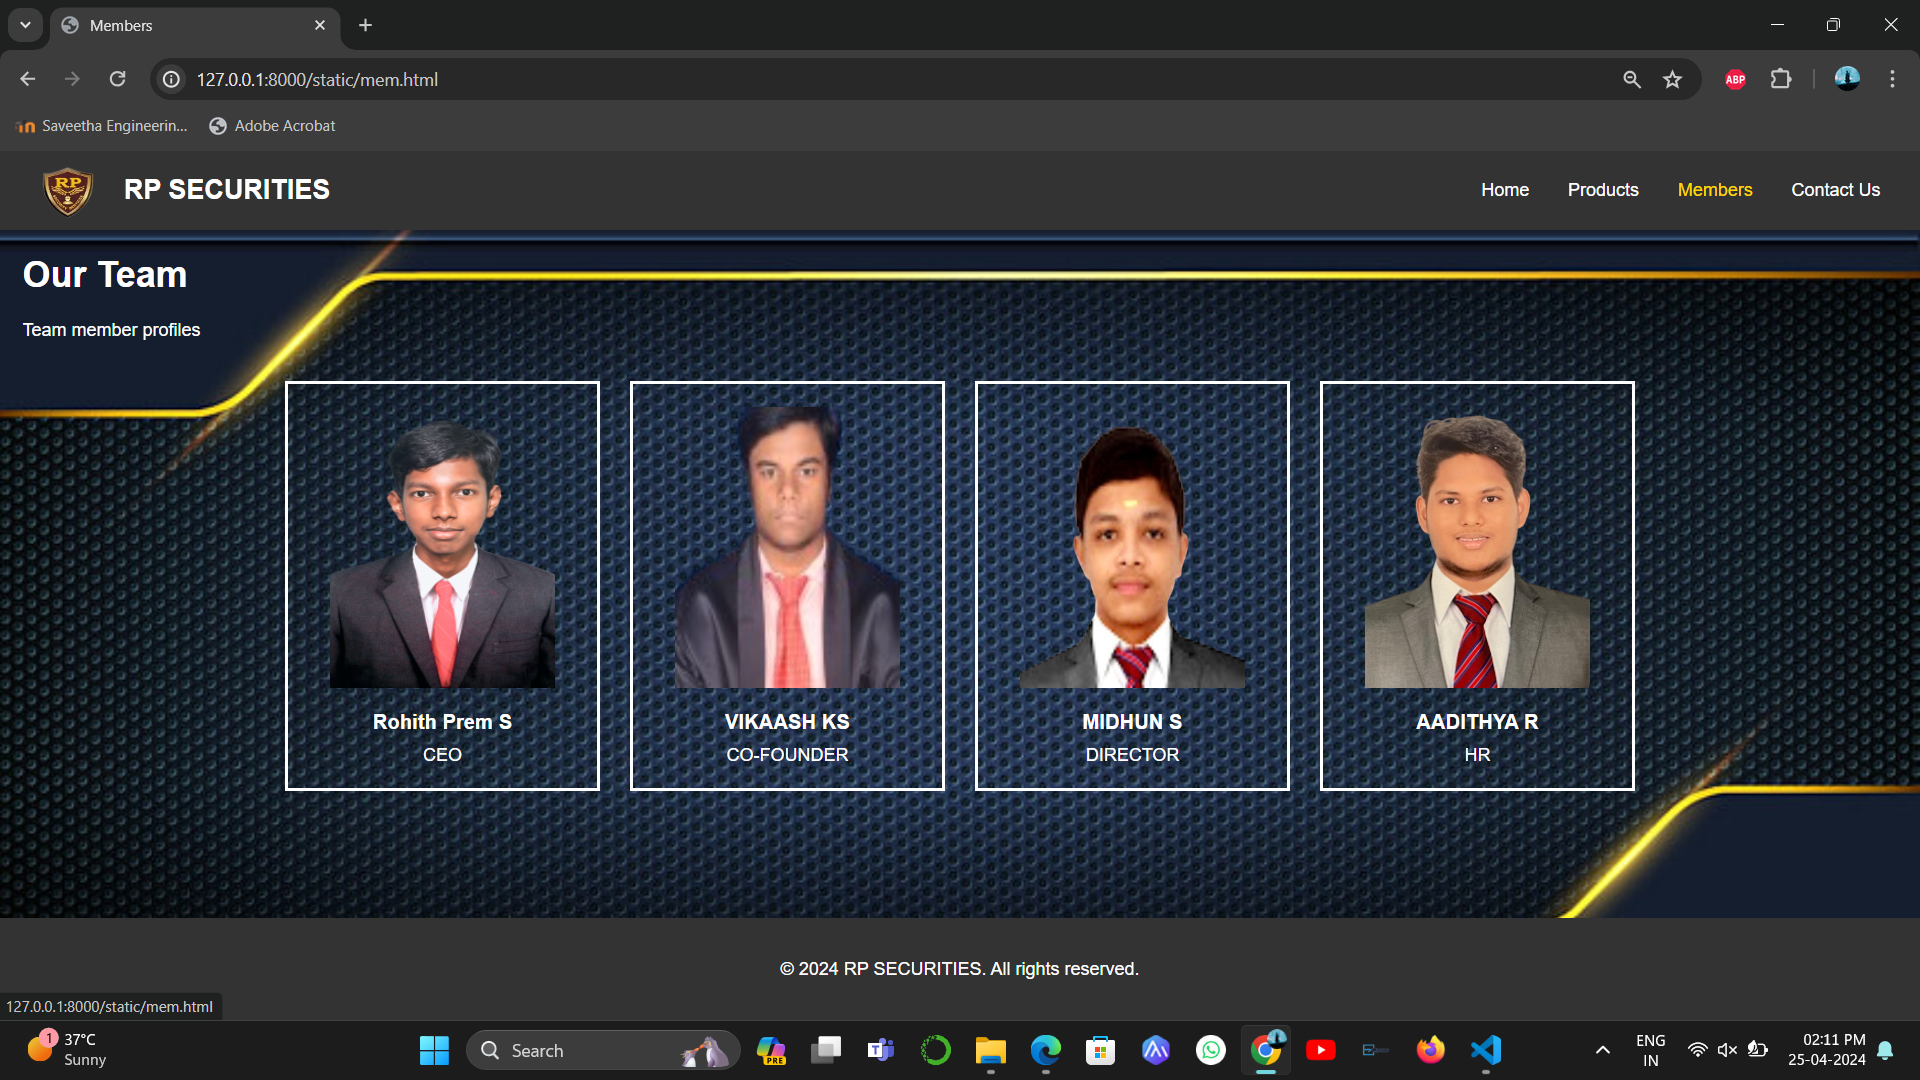 Members
127.0.0.1:8000/static/mem.html
ABP
Saveetha Engineerin...
Adobe Acrobat
RP
RP SECURITIES
Home
Products
Members
Contact Us
Our Team
Team member profiles
Rohith Prem S
CEO
VIKAASH KS
CO-FOUNDER
MIDHUN S
DIRECTOR
AADITHYA R
HR
© 2024 RP SECURITIES. All rights reserved.
127.0.0.1:8000/static/mem.html
1
37°C
Sunny
Search
PRE
ENG
IN
02:11 PM
25-04-2024